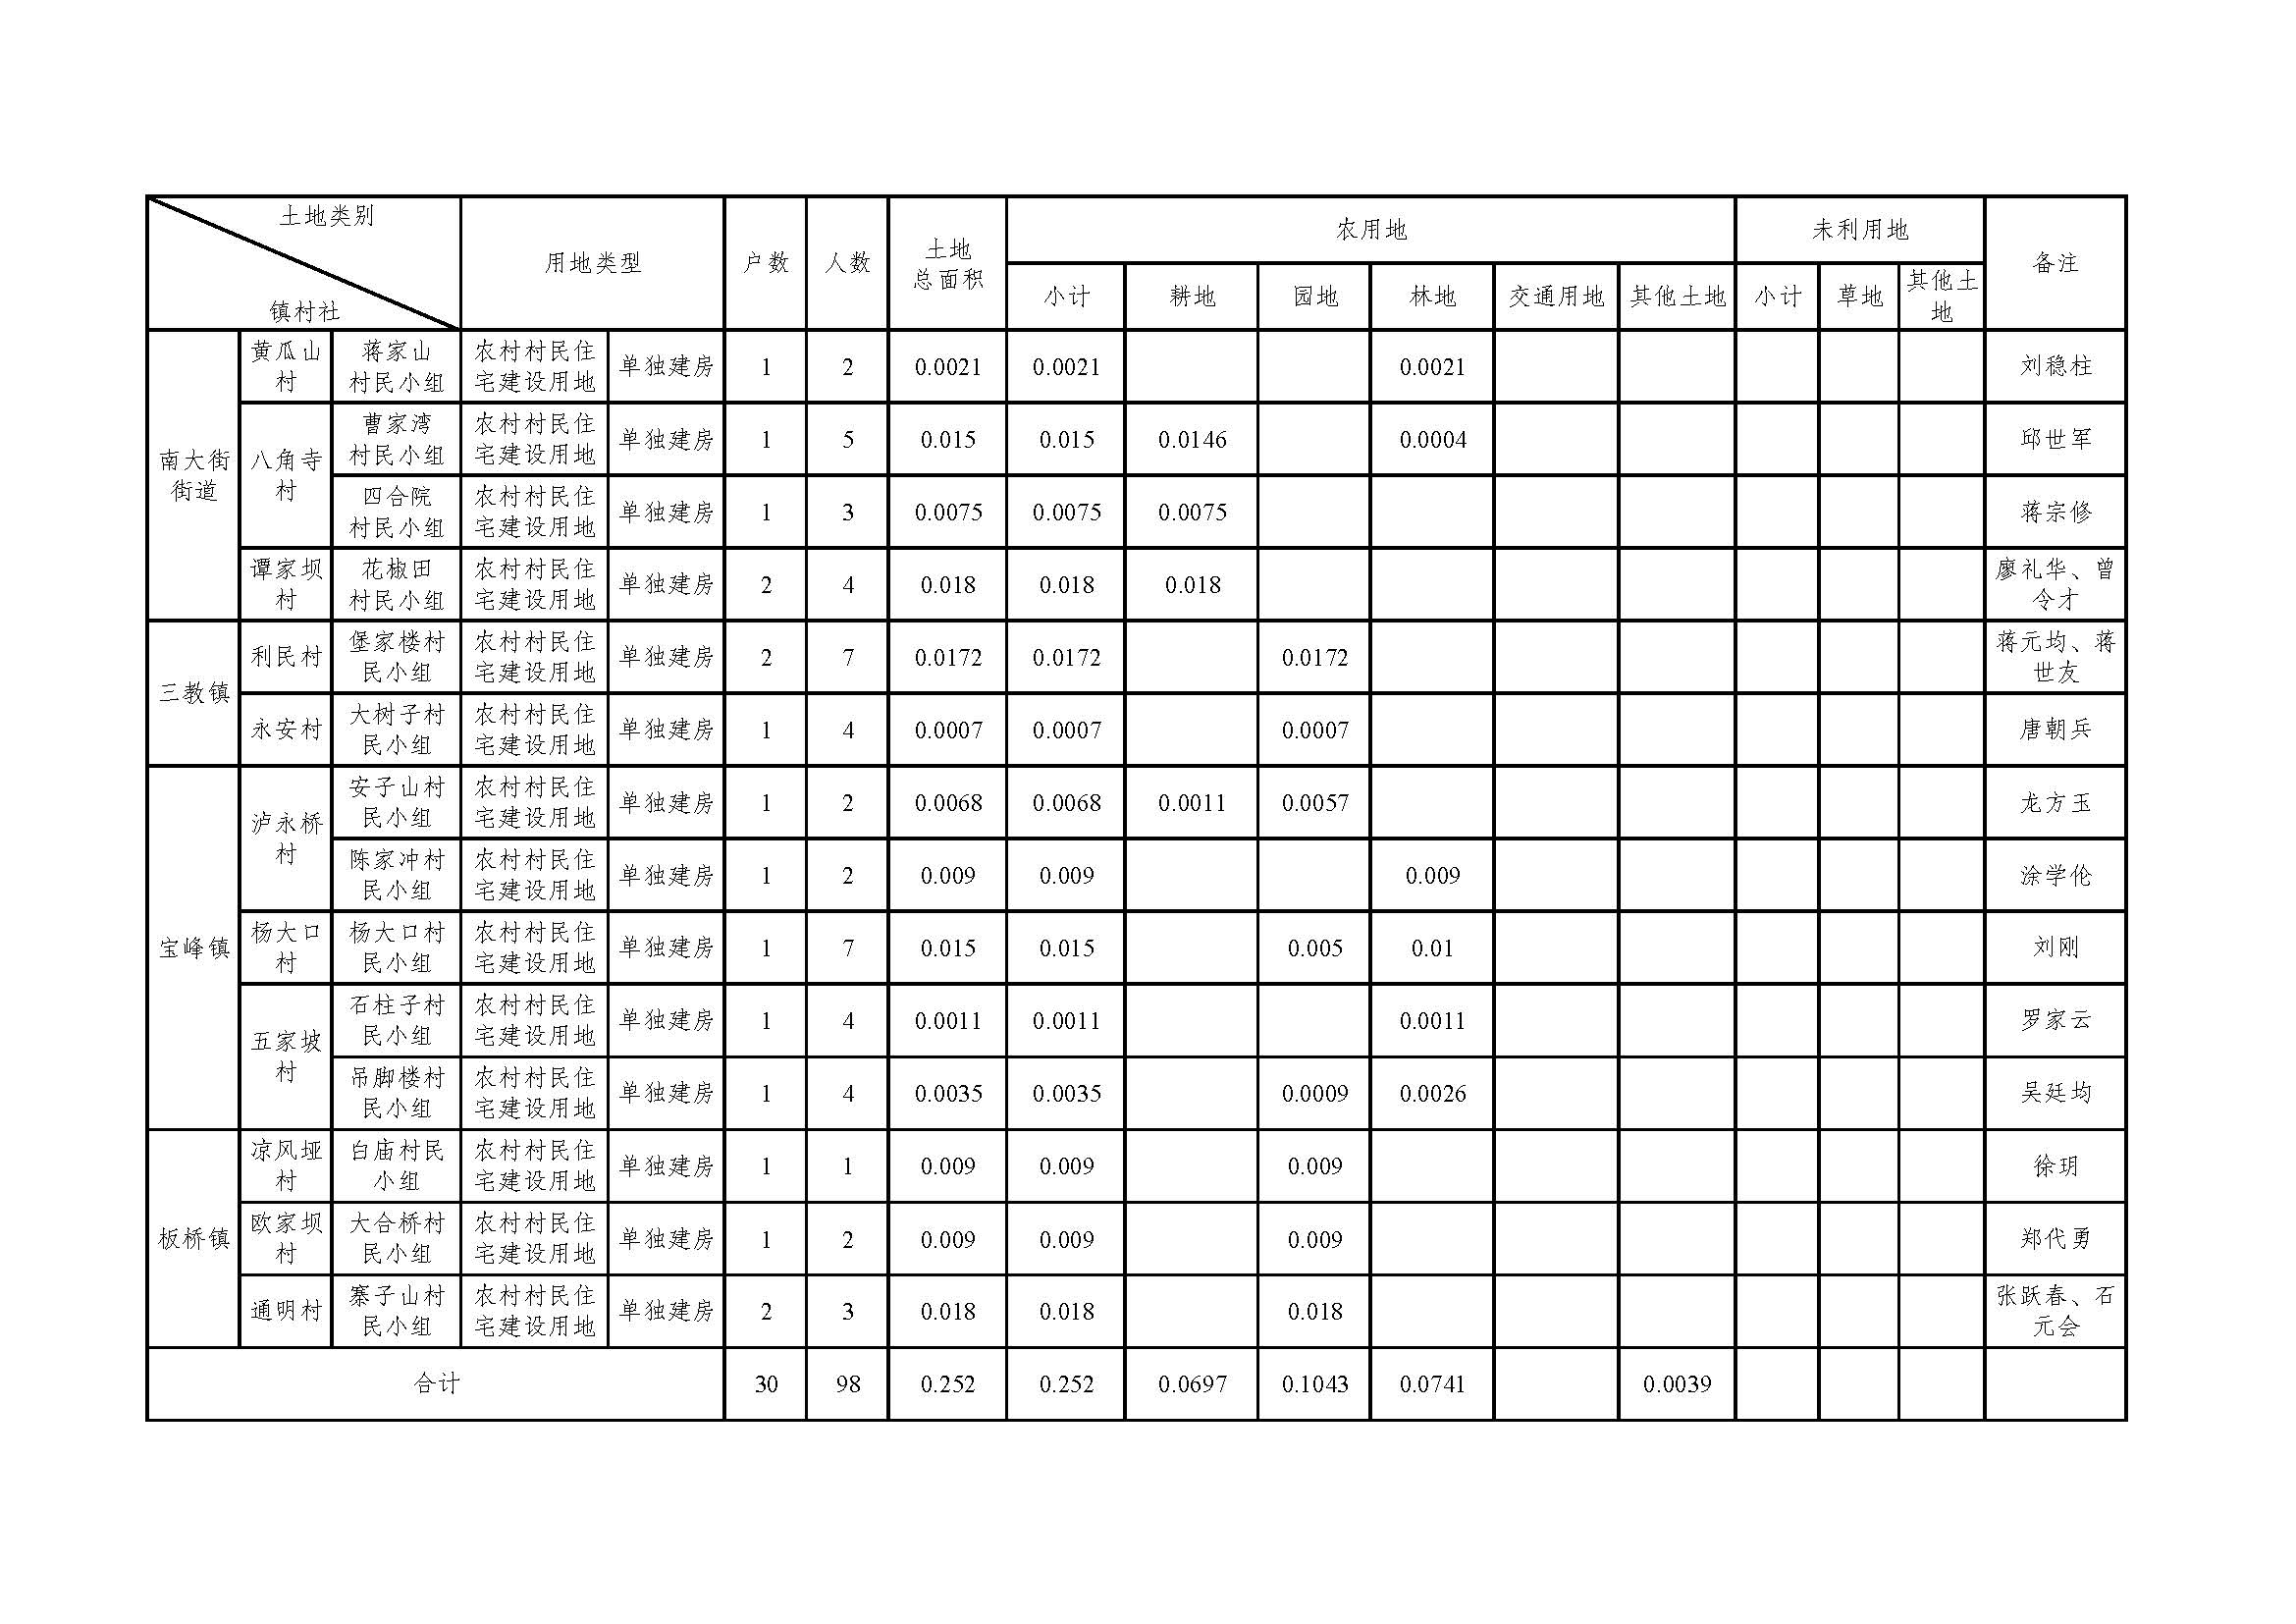 土地类别
镇村社
用地类型
户数
人数
土地
总面积
农用地
未利用地
备注
小计
耕地
园地
林地
交通用地
其他土地
小计
草地
其他土
地
南大街
街道
黄瓜山
村
蒋家山
村民小组
农村村民住
宅建设用地
单独建房
1
2
0.0021
0.0021
0.0021
刘稳柱
八角寺
村
曹家湾
村民小组
农村村民住
宅建设用地
单独建房
1
5
0.015
0.015
0.0146
0.0004
邱世军
四合院
村民小组
农村村民住
宅建设用地
单独建房
1
3
0.0075
0.0075
0.0075
蒋宗修
谭家坝
村
花椒田
村民小组
农村村民住
宅建设用地
单独建房
2
4
0.018
0.018
0.018
廖礼华、曾
令才
三教镇
利民村
堡家楼村
民小组
农村村民住
宅建设用地
单独建房
2
7
0.0172
0.0172
0.0172
蒋元均、蒋
世友
永安村
大树子村
民小组
农村村民住
宅建设用地
单独建房
1
4
0.0007
0.0007
0.0007
唐朝兵
宝峰镇
泸永桥
村
安子山村
民小组
农村村民住
宅建设用地
单独建房
1
2
0.0068
0.0068
0.0011
0.0057
龙方玉
陈家冲村
民小组
农村村民住
宅建设用地
单独建房
1
2
0.009
0.009
0.009
涂学伦
杨大口
村
杨大口村
民小组
农村村民住
宅建设用地
单独建房
1
7
0.015
0.015
0.005
0.01
刘刚
五家坡
村
石柱子村
民小组
农村村民住
宅建设用地
单独建房
1
4
0.0011
0.0011
0.0011
罗家云
吊脚楼村
民小组
农村村民住
宅建设用地
单独建房
1
4
0.0035
0.0035
0.0009
0.0026
吴廷均
板桥镇
凉风垭
村
白庙村民
小组
农村村民住
宅建设用地
单独建房
1
1
0.009
0.009
0.009
徐玥
欧家坝
村
大合桥村
民小组
农村村民住
宅建设用地
单独建房
1
2
0.009
0.009
0.009
郑代勇
通明村
寨子山村
民小组
农村村民住
宅建设用地
单独建房
2
3
0.018
0.018
0.018
张跃春、石
元会
合计
30
98
0.252
0.252
0.0697
0.1043
0.0741
0.0039